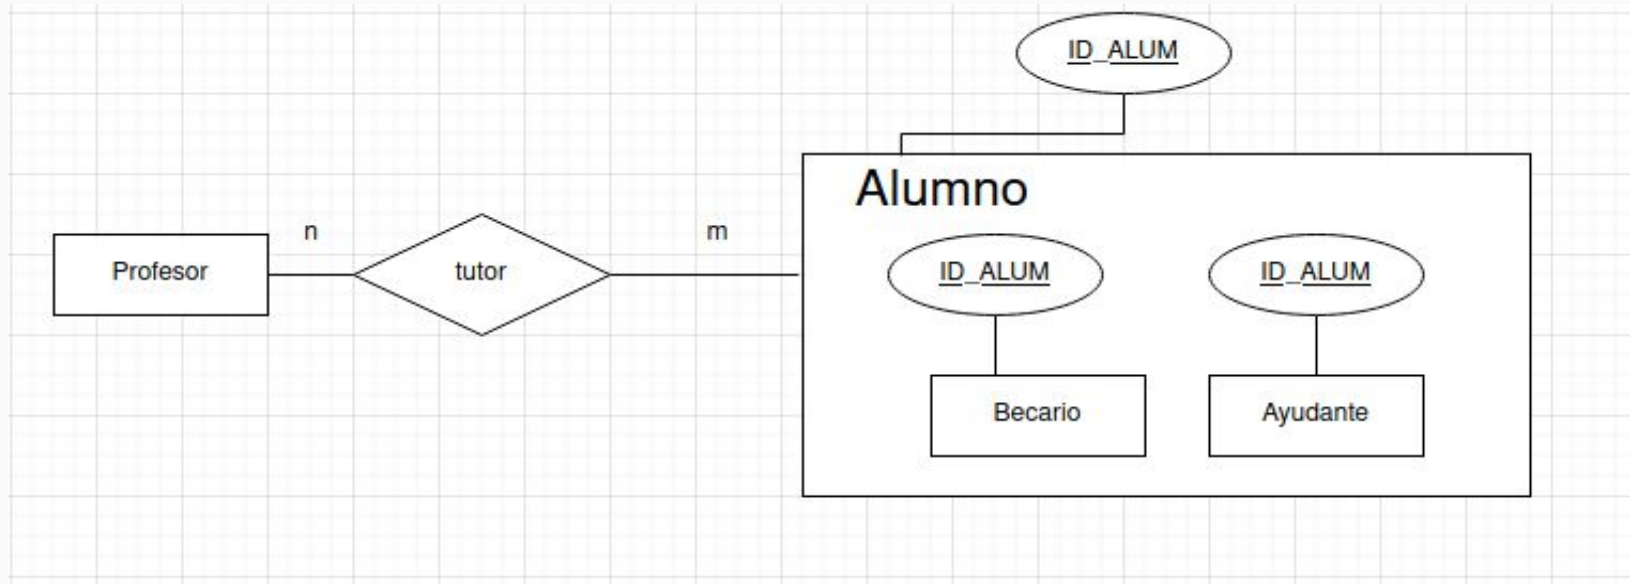 ID_ALUM
Alumno
n
m
Profesor
tutor
ID_ALUM
ID_ALUM
Becario
Ayudante